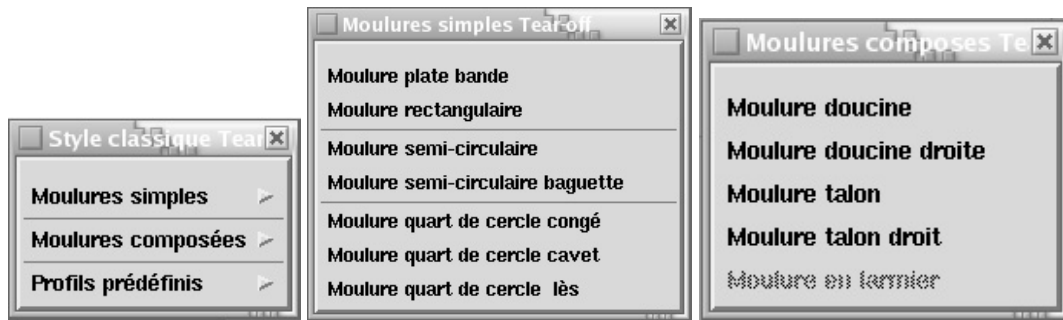 Style classique Tear
Moulures simples
Moulures composées
Profils prédéfinis
Moulures simples Tear-off
Moulure plate bande
Moulure rectangulaire
Moulure semi-circulaire
Moulure semi-circulaire baguette
Moulure quart de cercle congé
Moulure quart de cercle cavet
Moulure quart de cercle lès
Moulures composes Te
Moulure doucine
Moulure doucine droite
Moulure talon
Moulure talon droit
Moulure en larmier